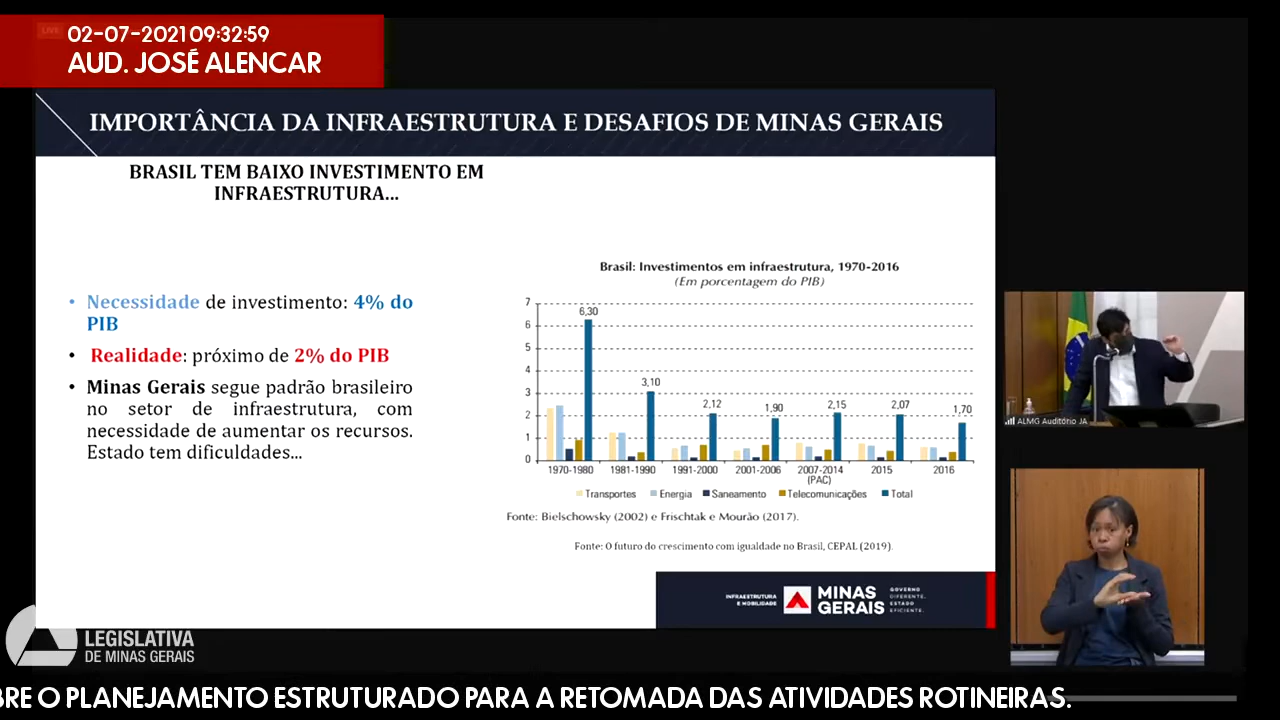 LIVE
02-07-2021 09:32:59
AUD. JOSÉ ALENCAR
IMPORTÂNCIA DA INFRAESTRUTURA E DESAFIOS DE MINAS GERAIS
BRASIL TEM BAIXO INVESTIMENTO EM
INFRAESTRUTURA...
• Necessidade de investimento: 4% do
PIB
• Realidade: próximo de 2% do PIB
• Minas Gerais segue padrão brasileiro
no setor de infraestrutura, com
necessidade de aumentar os recursos.
Estado tem dificuldades...
Brasil: Investimentos em infraestrutura, 1970-2016
(Em porcentagem do PIB)
7
6
5
4
3
2
1
0
6,30
3,10
2,12
1,90
2,15
2,07
1,70
1970-1980 1981-1990 1991-2000 2001-2006 2007-2014 2015 2016
(PAC)
Transportes Energia Saneamento Telecomunicações Total
Fonte: Bielschowsky (2002) e Frischtak e Mourão (2017).
Fonte: O futuro do crescimento com igualdade no Brasil, CEPAL (2019).
INFRAESTRUTURA
E MOBILIDADE
MINAS
GERAIS
GOVERNO
DIFERENTE.
ESTADO
EFICIENTE.
ALMG Auditório JA
LEGISLATIVA
DE MINAS GERAIS
BRE O PLANEJAMENTO ESTRUTURADO PARA A RETOMADA DAS ATIVIDADES ROTINEIRAS.